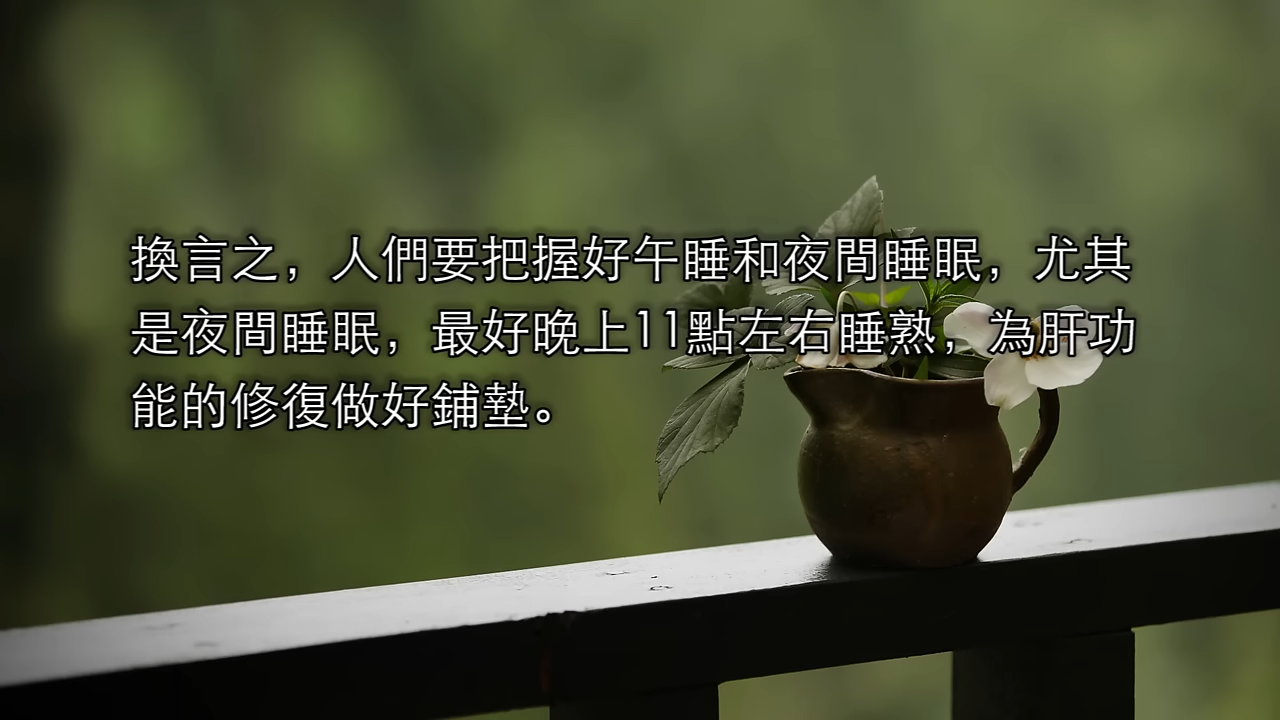 換言之，人們要把握好午睡和夜間睡眠，尤其
是夜間睡眠，最好晚上11點左右睡熟，為肝功
能的修復做好鋪墊。